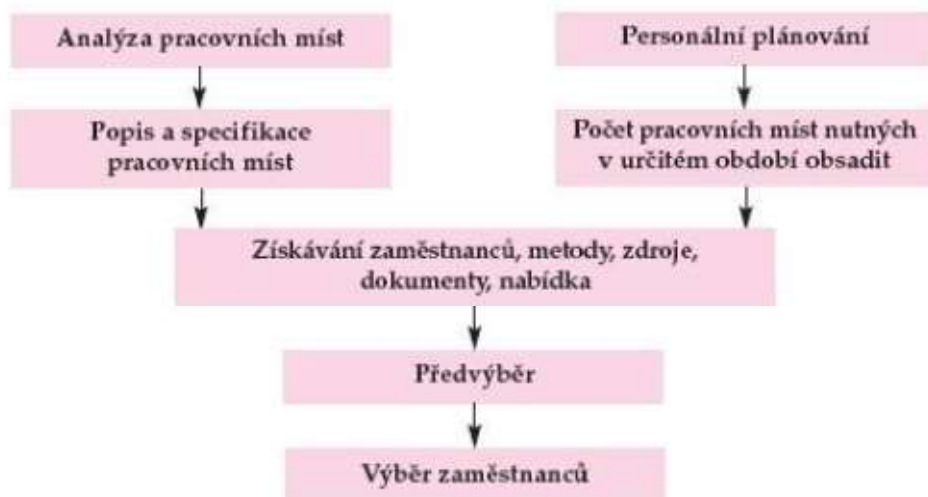 Analýza pracovních míst
Personální plánování
Popis a specifikace
pracovních míst
Počet pracovních míst nutných
v určitém období obsadit
Získávání zaměstnanců, metody, zdroje,
dokumenty, nabídka
Předvýběr
Výběr zaměstnanců